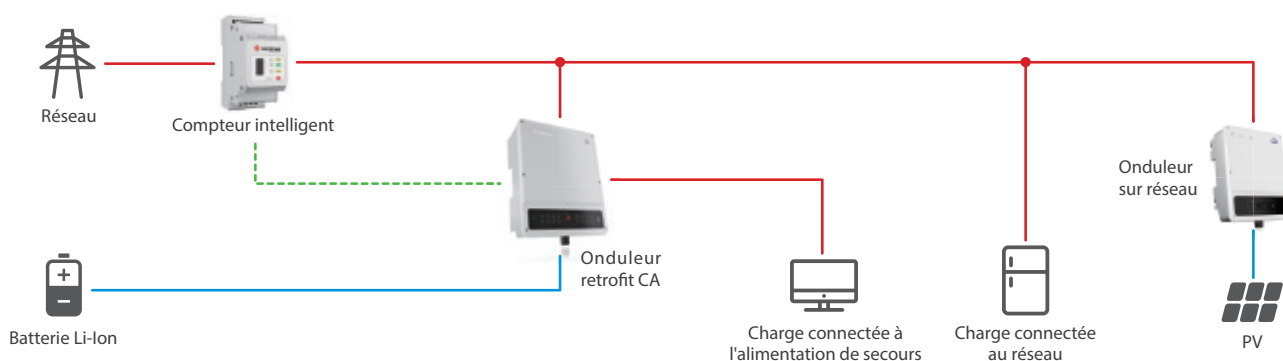 Réseau
Compteur intelligent
Onduleur
sur réseau
Onduleur
retrofit CA
Batterie Li-Ion
Charge connectée à
l'alimentation de secours
Charge connectée
au réseau
PV